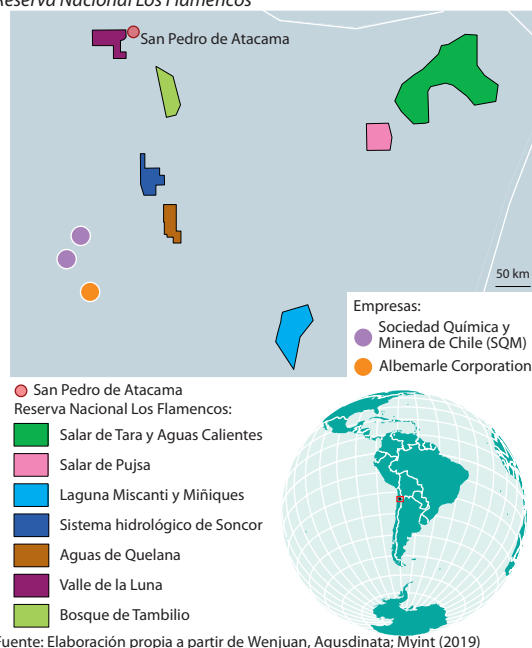 Reserva Nacional Los Flamencos
San Pedro de Atacama
50 km
Empresas:
Sociedad Química y
Minera de Chile (SQM)
Albemarle Corporation
San Pedro de Atacama
Reserva Nacional Los Flamencos:
Salar de Tara y Aguas Calientes
Salar de Pujsa
Laguna Miscanti y Miñiques
Sistema hidrológico de Soncor
Aguas de Quelana
Valle de la Luna
Bosque de Tambilio
Fuente: Elaboración propia a partir de Wenjuan, Agusdinata; Myint (2019)